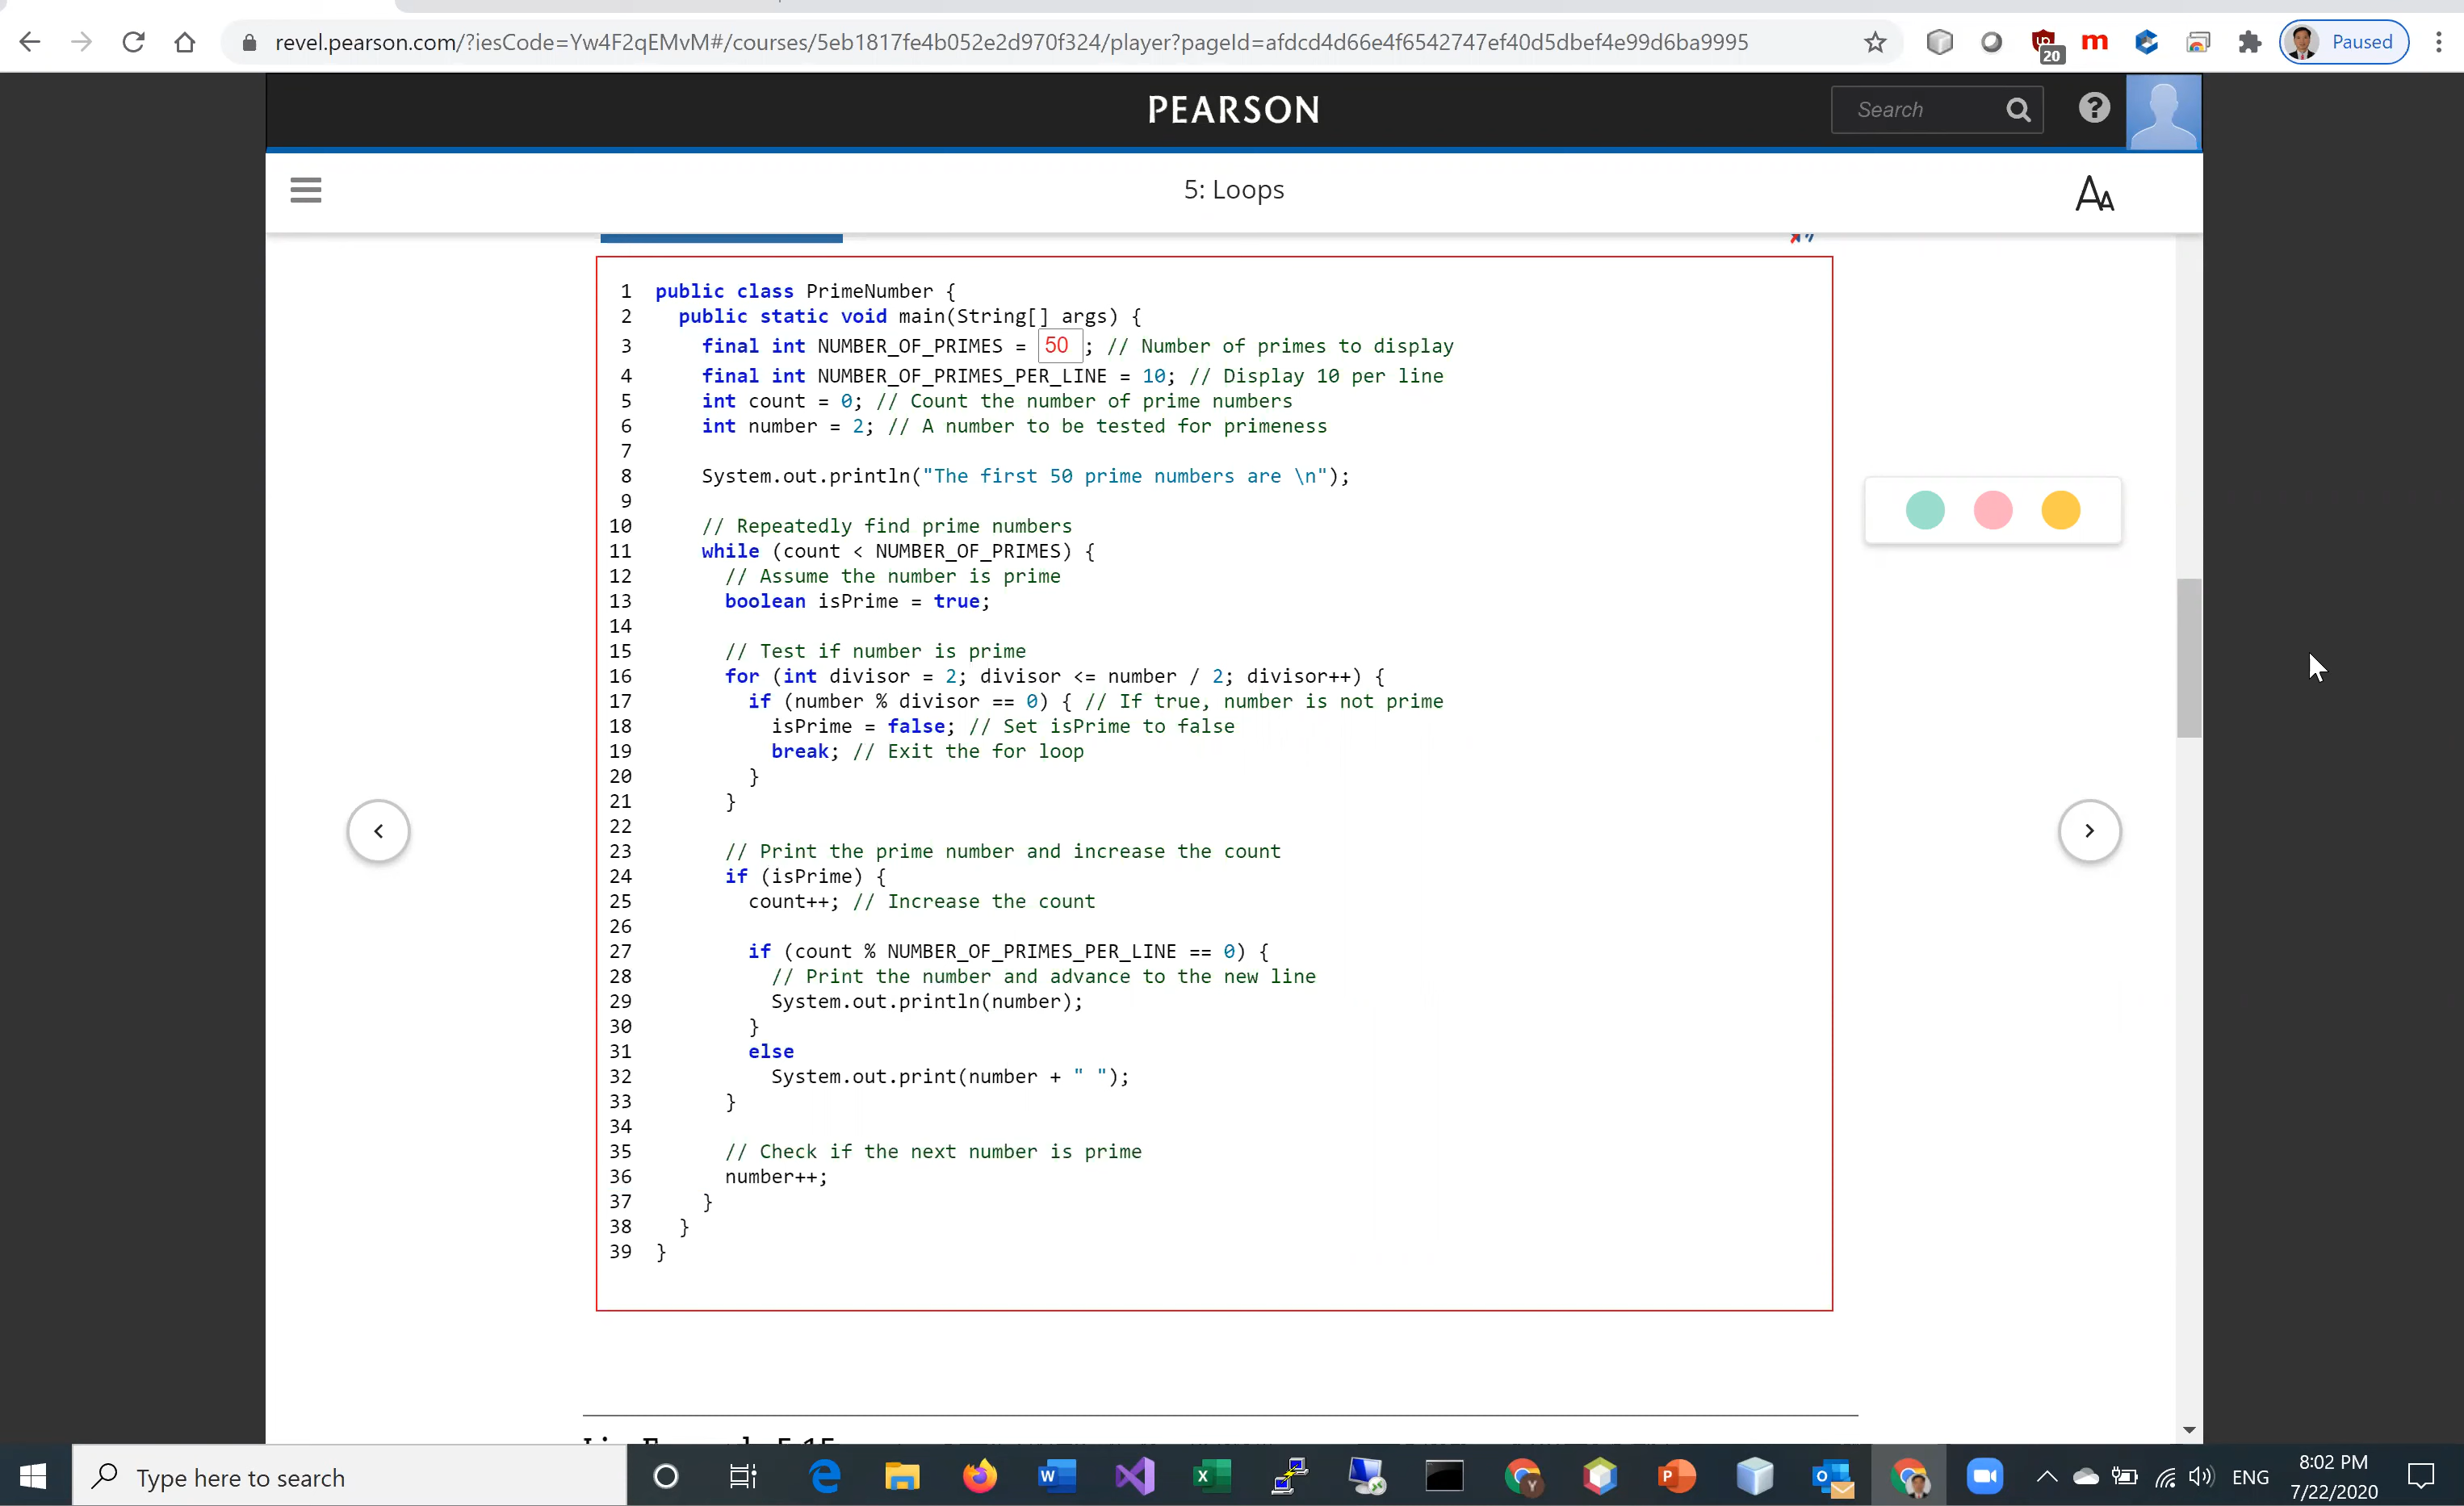 revel.pearson.com/?iesCode=Yw4F2qEMvM#/courses/5eb1817fe4b052e2d970f324/player?pageId=afdcd4d66e4f6542747ef40d5dbef4e99d6ba9995
20
m
Paused
PEARSON
Search
?
5: Loops
AA
1 public class PrimeNumber {
2 public static void main(String[] args) {
3 final int NUMBER_OF_PRIMES = 50 ; // Number of primes to display
4 final int NUMBER_OF_PRIMES_PER_LINE = 10; // Display 10 per line
5 int count = 0; // Count the number of prime numbers
6 int number = 2; // A number to be tested for primeness
7
8 System.out.println("The first 50 prime numbers are \n");
9
10 // Repeatedly find prime numbers
11 while (count < NUMBER_OF_PRIMES) {
12 // Assume the number is prime
13 boolean isPrime = true;
14
15 // Test if number is prime
16 for (int divisor = 2; divisor <= number / 2; divisor++) {
17 if (number % divisor == 0) { // If true, number is not prime
18 isPrime = false; // Set isPrime to false
19 break; // Exit the for loop
20 }
21 }
22
23 // Print the prime number and increase the count
24 if (isPrime) {
25 count++; // Increase the count
26
27 if (count % NUMBER_OF_PRIMES_PER_LINE == 0) {
28 // Print the number and advance to the new line
29 System.out.println(number);
30 }
31 else
32 System.out.print(number + " ");
33 }
34
35 // Check if the next number is prime
36 number++;
37 }
38 }
39 }
Type here to search
ENG
8:02 PM
7/22/2020